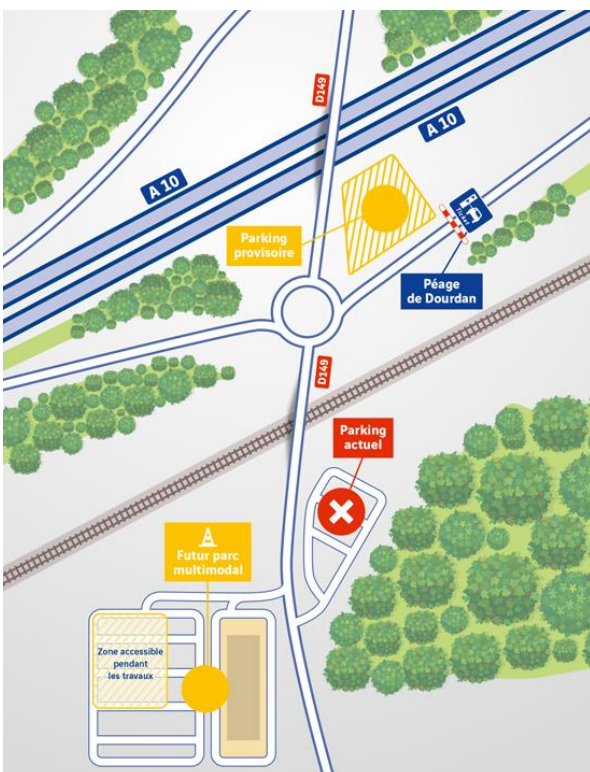 D149
A 10
A 10
Ticket
Parking
provisoire
Péage
de Dourdan
D149
Parking
actuel
Futur parc
multimodal
Zone accessible
pendant
les travaux